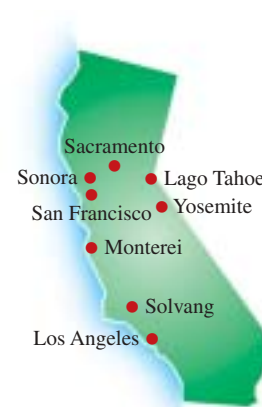 Sacramento
Sonora
Lago Tahoe
San Francisco
Yosemite
Monterei
Solvang
Los Angeles